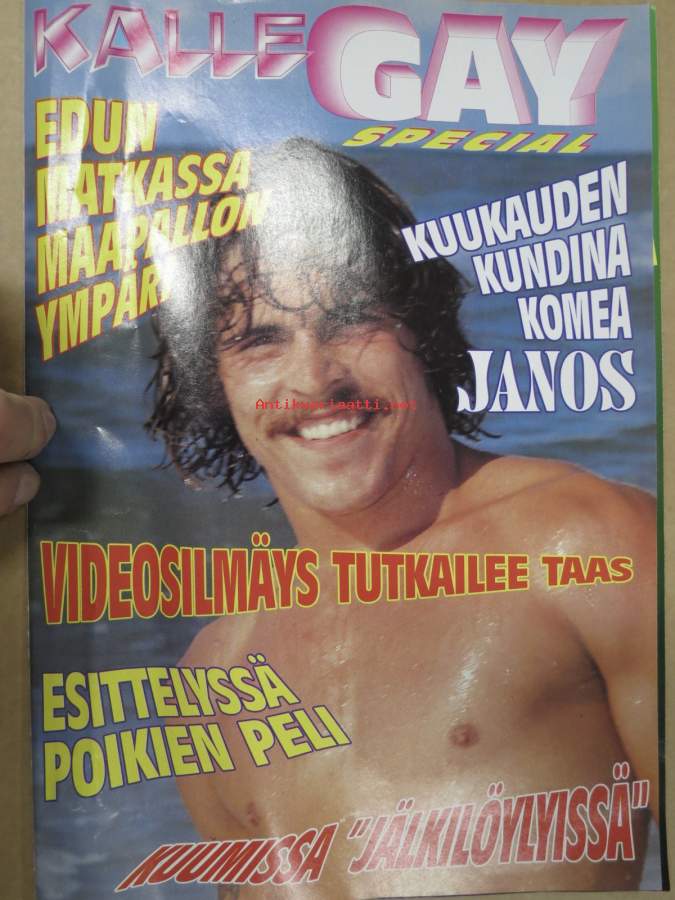 KALLE GAY
SPECIAL
EDUN
MATKASSA
MAAPALLON
YMPÄRI
KUUKAUDEN
KUNDINA
KOMEA
JANOS
Antikvariaatti.net
VIDEOSILMÄYS TUTKAILEE TAAS
ESITTELYSSÄ
POIKIEN PELI
KUUMISSA "JÄLKILÖYLYISSÄ"